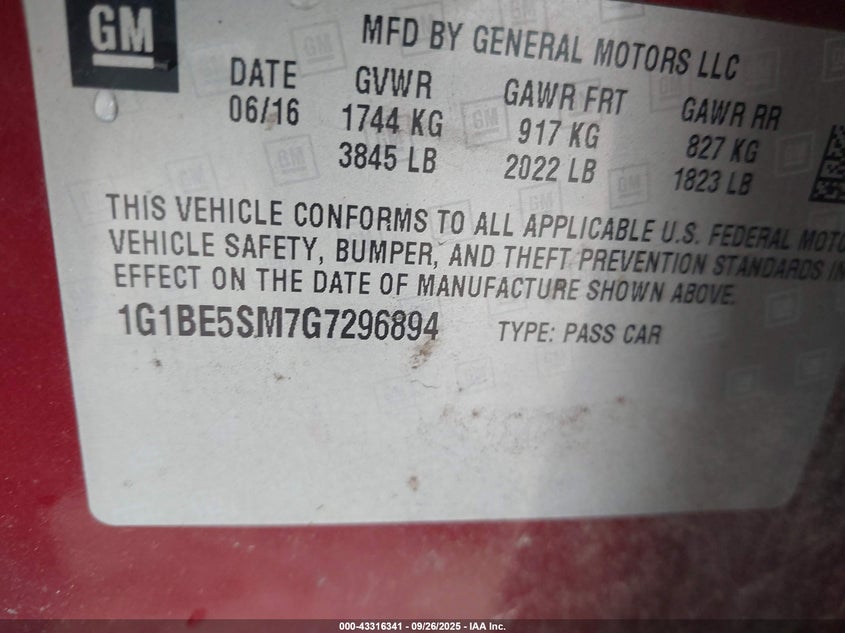 GM
MFD BY GENERAL MOTORS LLC
DATE GVWR GAWR FRT GAWR RR
06/16 1744 KG 917 KG 827 KG
3845 LB 2022 LB 1823 LB
THIS VEHICLE CONFORMS TO ALL APPLICABLE U.S. FEDERAL MOTO
VEHICLE SAFETY, BUMPER, AND THEFT PREVENTION STANDARDS IN
EFFECT ON THE DATE OF MANUFACTURE SHOWN ABOVE.
1G1BE5SM7G7296894 TYPE: PASS CAR
000-43316341 - 09/26/2025 - IAA Inc.